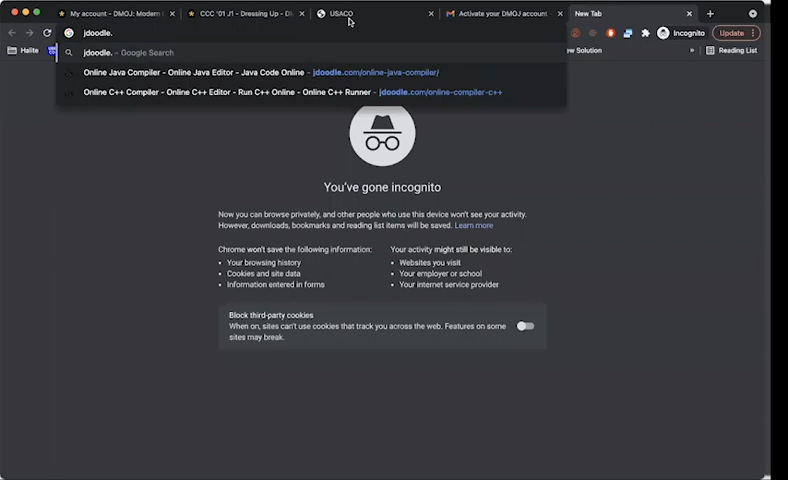 My account - DMOJ: Modern
CCC '01 J1 - Dressing Up - D
USACO
Activate your DMOJ account
New Tab
jdoodle.
Incognito
Update
Halite
jdoodle. - Google Search
ew Solution
»
Reading List
Online Java Compiler - Online Java Editor - Java Code Online - jdoodle.com/online-java-compiler/
Online C++ Compiler - Online C++ Editor - Run C++ Online - Online C++ Runner - jdoodle.com/online-compiler-c++
You've gone incognito
Now you can browse privately, and other people who use this device won't see your activity.
However, downloads, bookmarks and reading list items will be saved. Learn more
Chrome won't save the following information:
• Your browsing history
• Cookies and site data
• Information entered in forms
Your activity might still be visible to:
• Websites you visit
• Your employer or school
• Your internet service provider
Block third-party cookies
When on, sites can't use cookies that track you across the web. Features on some
sites may break.